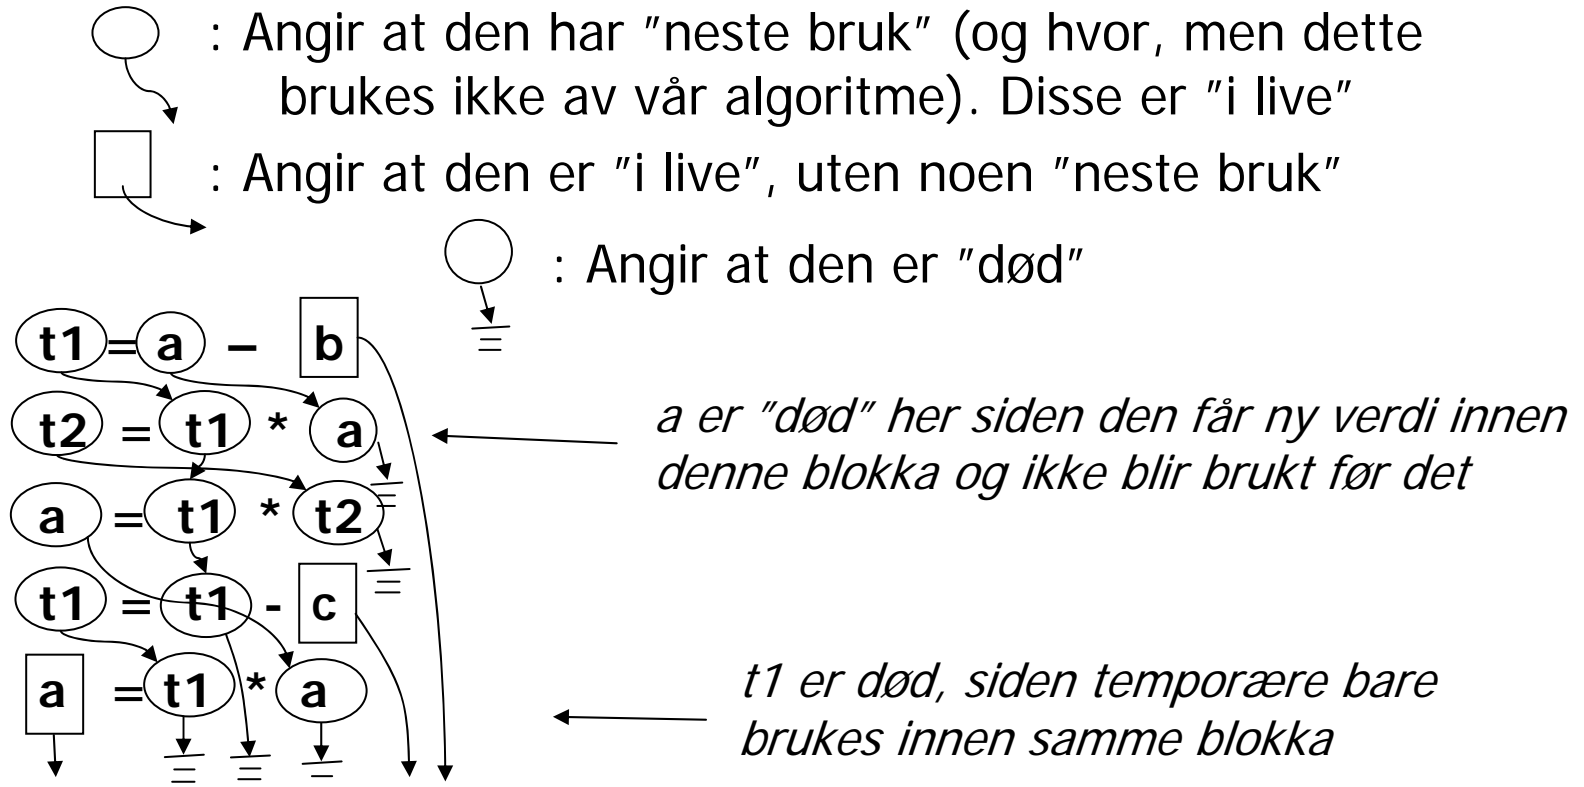 : Angir at den har "neste bruk" (og hvor, men dette
brukes ikke av vår algoritme). Disse er "i live"
: Angir at den er "i live", uten noen "neste bruk"
: Angir at den er "død"
t1 = a – b
t2 = t1 * a
a er "død" her siden den får ny verdi innen
denne blokka og ikke blir brukt før det
a = t1 * t2
t1 = t1 - c
a = t1 * a
t1 er død, siden temporære bare
brukes innen samme blokka